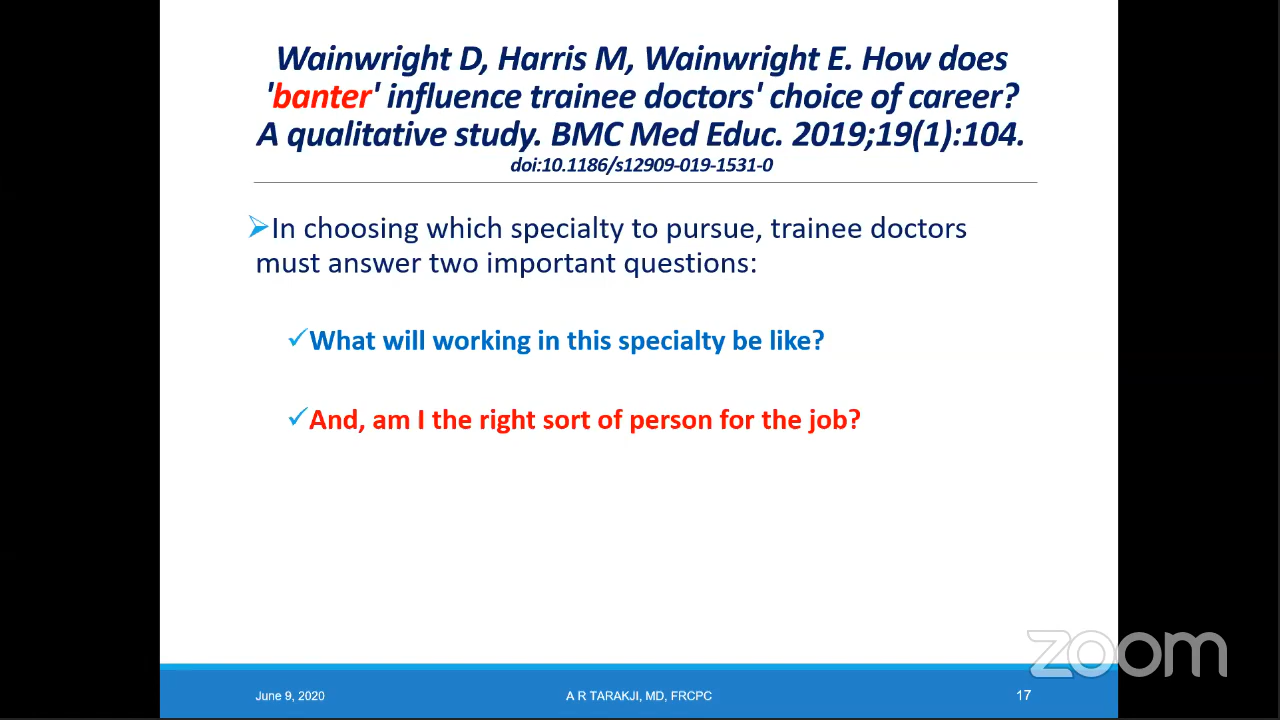 Wainwright D, Harris M, Wainwright E. How does
'banter' influence trainee doctors' choice of career?
A qualitative study. BMC Med Educ. 2019;19(1):104.
doi:10.1186/s12909-019-1531-0
In choosing which specialty to pursue, trainee doctors
must answer two important questions:
What will working in this specialty be like?
And, am I the right sort of person for the job?
zoom
June 9, 2020
A R TARAKJI, MD, FRCPC
17